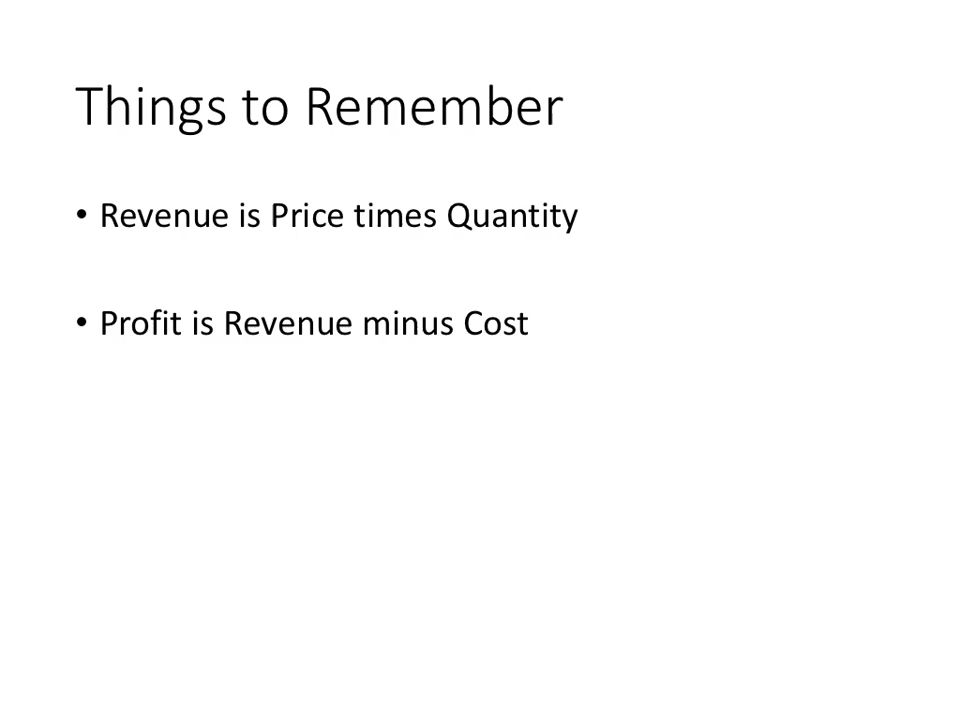 Things to Remember
• Revenue is Price times Quantity
• Profit is Revenue minus Cost